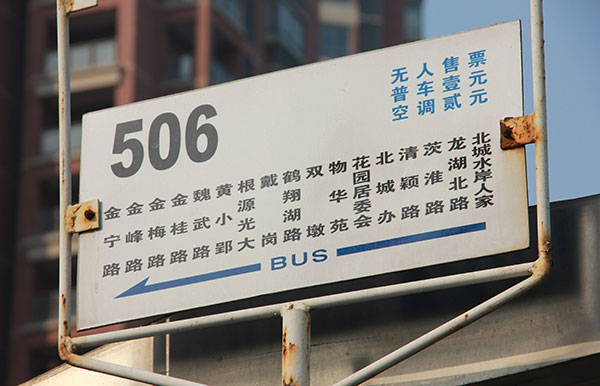 506
无人售票
普车壹元
空调贰元
金宁路
金峰路
金梅路
金桂路
魏武路
黄小郢
根源光大
戴岗
鹤翔湖路
双墩
物华苑
花园居委会
北城办
清颖路
茨淮路
龙湖北路
北城水岸人家
BUS